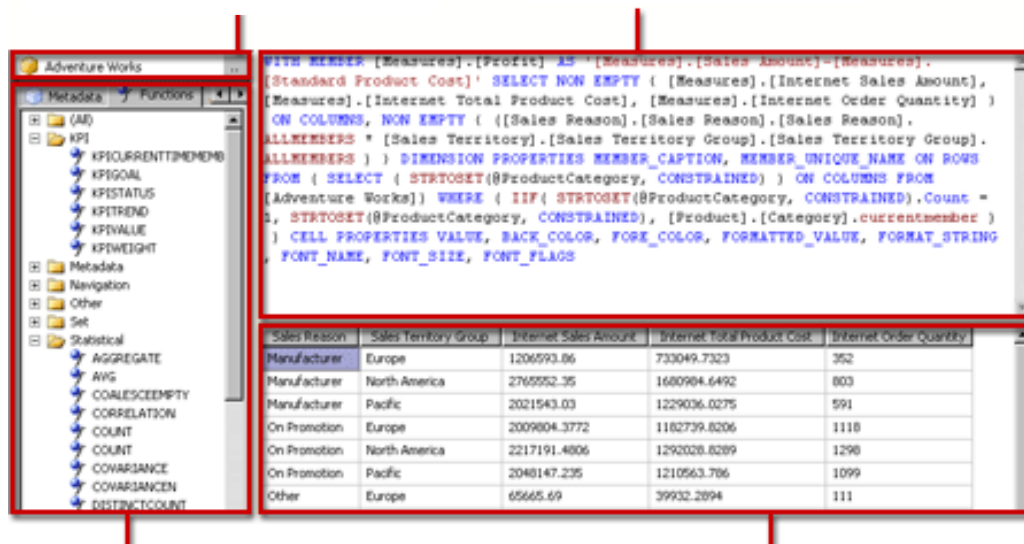 Adventure Works
..
Metadata Functions
(All)
KPI
KPICURRENTTIMEMEMB
KPIGOAL
KPISTATUS
KPITREND
KPIVALUE
KPIWEIGHT
Metadata
Navigation
Other
Set
Statistical
AGGREGATE
AVG
COALESCEEMPTY
CORRELATION
COUNT
COUNT
COVARIANCE
COVARIANCEN
DISTINCTCOUNT
WITH MEMBER [Measures].[Profit] AS '[Measures].[Sales Amount]-[Measures].
[Standard Product Cost]' SELECT NON EMPTY { [Measures].[Internet Sales Amount],
[Measures].[Internet Total Product Cost], [Measures].[Internet Order Quantity] }
ON COLUMNS, NON EMPTY { ([Sales Reason].[Sales Reason].[Sales Reason].
ALLMEMBERS * [Sales Territory].[Sales Territory Group].[Sales Territory Group].
ALLMEMBERS ) } DIMENSION PROPERTIES MEMBER_CAPTION, MEMBER_UNIQUE_NAME ON ROWS
FROM ( SELECT ( STRTOSET(@ProductCategory, CONSTRAINED) ) ON COLUMNS FROM
[Adventure Works]) WHERE ( IIF( STRTOSET(@ProductCategory, CONSTRAINED).Count =
1, STRTOSET(@ProductCategory, CONSTRAINED), [Product].[Category].currentmember )
) CELL PROPERTIES VALUE, BACK_COLOR, FORE_COLOR, FORMATTED_VALUE, FORMAT_STRING
, FONT_NAME, FONT_SIZE, FONT_FLAGS
Sales Reason Sales Territory Group Internet Sales Amount Internet Total Product Cost Internet Order Quantity
Manufacturer Europe 1206593.86 733049.7323 352
Manufacturer North America 2765552.35 1680984.6492 803
Manufacturer Pacific 2021543.03 1229036.0275 591
On Promotion Europe 2009804.3772 1182739.8206 1118
On Promotion North America 2217191.4806 1292028.8289 1298
On Promotion Pacific 2048147.235 1210563.786 1099
Other Europe 65665.69 39932.2894 111